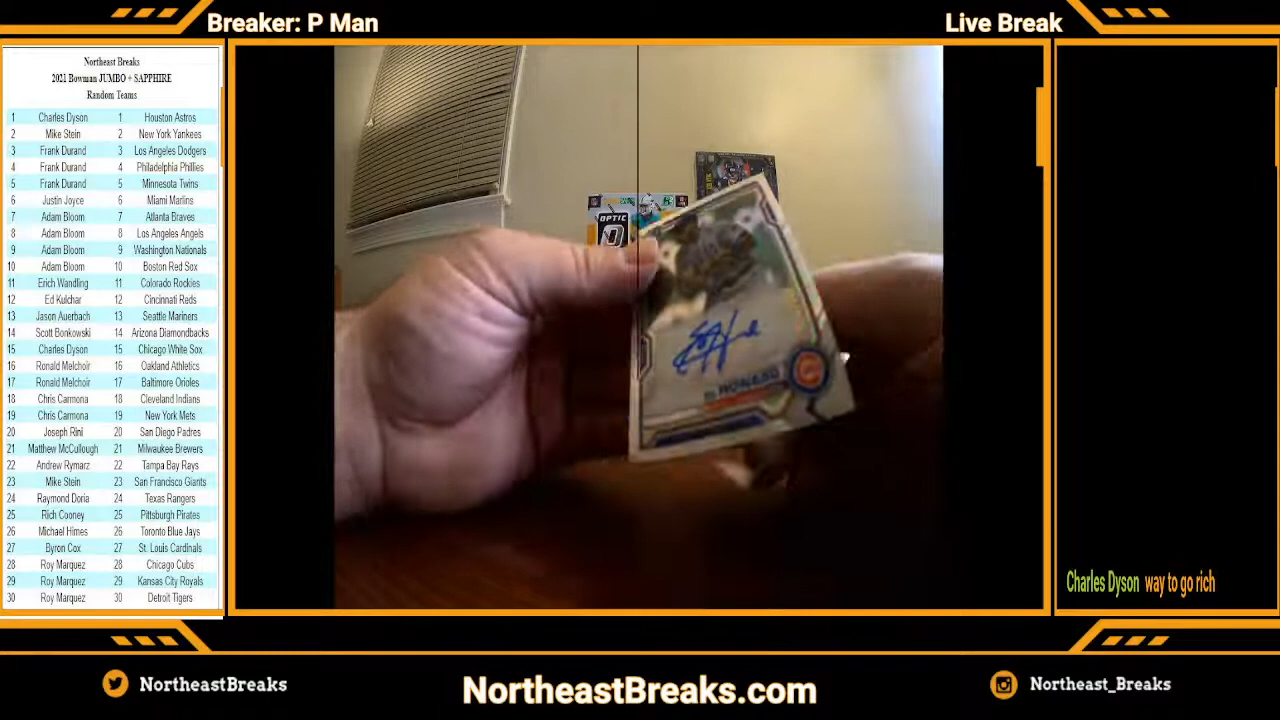 Breaker: P Man
Live Break
Northeast Breaks
2021 Bowman JUMBO + SAPPHIRE
Random Teams
1 Charles Dyson 1 Houston Astros
2 Mike Stein 2 New York Yankees
3 Frank Durand 3 Los Angeles Dodgers
4 Frank Durand 4 Philadelphia Phillies
5 Frank Durand 5 Minnesota Twins
6 Justin Joyce 6 Miami Marlins
7 Adam Bloom 7 Atlanta Braves
8 Adam Bloom 8 Los Angeles Angels
9 Adam Bloom 9 Washington Nationals
10 Adam Bloom 10 Boston Red Sox
11 Erich Wandling 11 Colorado Rockies
12 Ed Kulchar 12 Cincinnati Reds
13 Jason Auerbach 13 Seattle Mariners
14 Scott Bonkowski 14 Arizona Diamondbacks
15 Charles Dyson 15 Chicago White Sox
16 Ronald Melchoir 16 Oakland Athletics
17 Ronald Melchoir 17 Baltimore Orioles
18 Chris Carmona 18 Cleveland Indians
19 Chris Carmona 19 New York Mets
20 Joseph Rini 20 San Diego Padres
21 Matthew McCullough 21 Milwaukee Brewers
22 Andrew Rymarz 22 Tampa Bay Rays
23 Mike Stein 23 San Francisco Giants
24 Raymond Doria 24 Texas Rangers
25 Rich Cooney 25 Pittsburgh Pirates
26 Michael Himes 26 Toronto Blue Jays
27 Byron Cox 27 St. Louis Cardinals
28 Roy Marquez 28 Chicago Cubs
29 Roy Marquez 29 Kansas City Royals
30 Roy Marquez 30 Detroit Tigers
OPTIC
HOWARD
Charles Dyson way to go rich
NortheastBreaks
NortheastBreaks.com
Northeast_Breaks